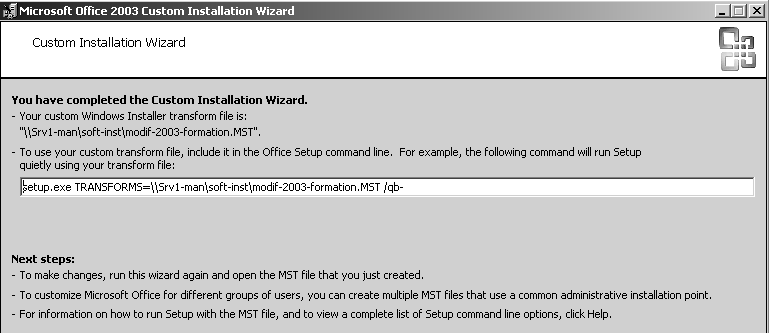 Microsoft Office 2003 Custom Installation Wizard
Custom Installation Wizard
You have completed the Custom Installation Wizard.
- Your custom Windows Installer transform file is:
"\\Srv1-man\soft-inst\modif-2003-formation.MST".
- To use your custom transform file, include it in the Office Setup command line.  For example, the following command will run Setup
quietly using your transform file:
setup.exe TRANSFORMS=\\Srv1-man\soft-inst\modif-2003-formation.MST /qb-
Next steps:
- To make changes, run this wizard again and open the MST file that you just created.
- To customize Microsoft Office for different groups of users, you can create multiple MST files that use a common administrative installation point.
- For information on how to run Setup with the MST file, and to view a complete list of Setup command line options, click Help.